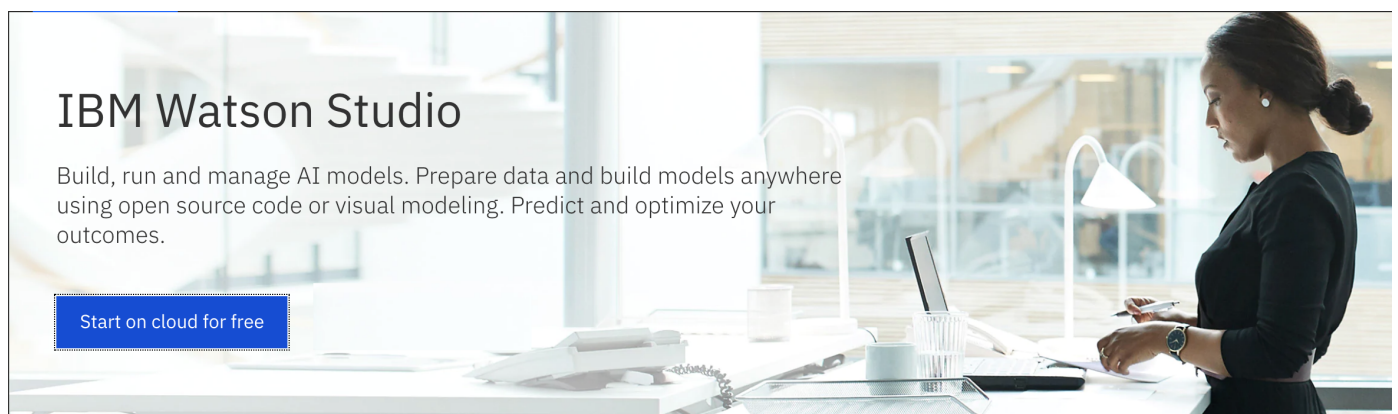 IBM Watson Studio
Build, run and manage AI models. Prepare data and build models anywhere
using open source code or visual modeling. Predict and optimize your
outcomes.
Start on cloud for free